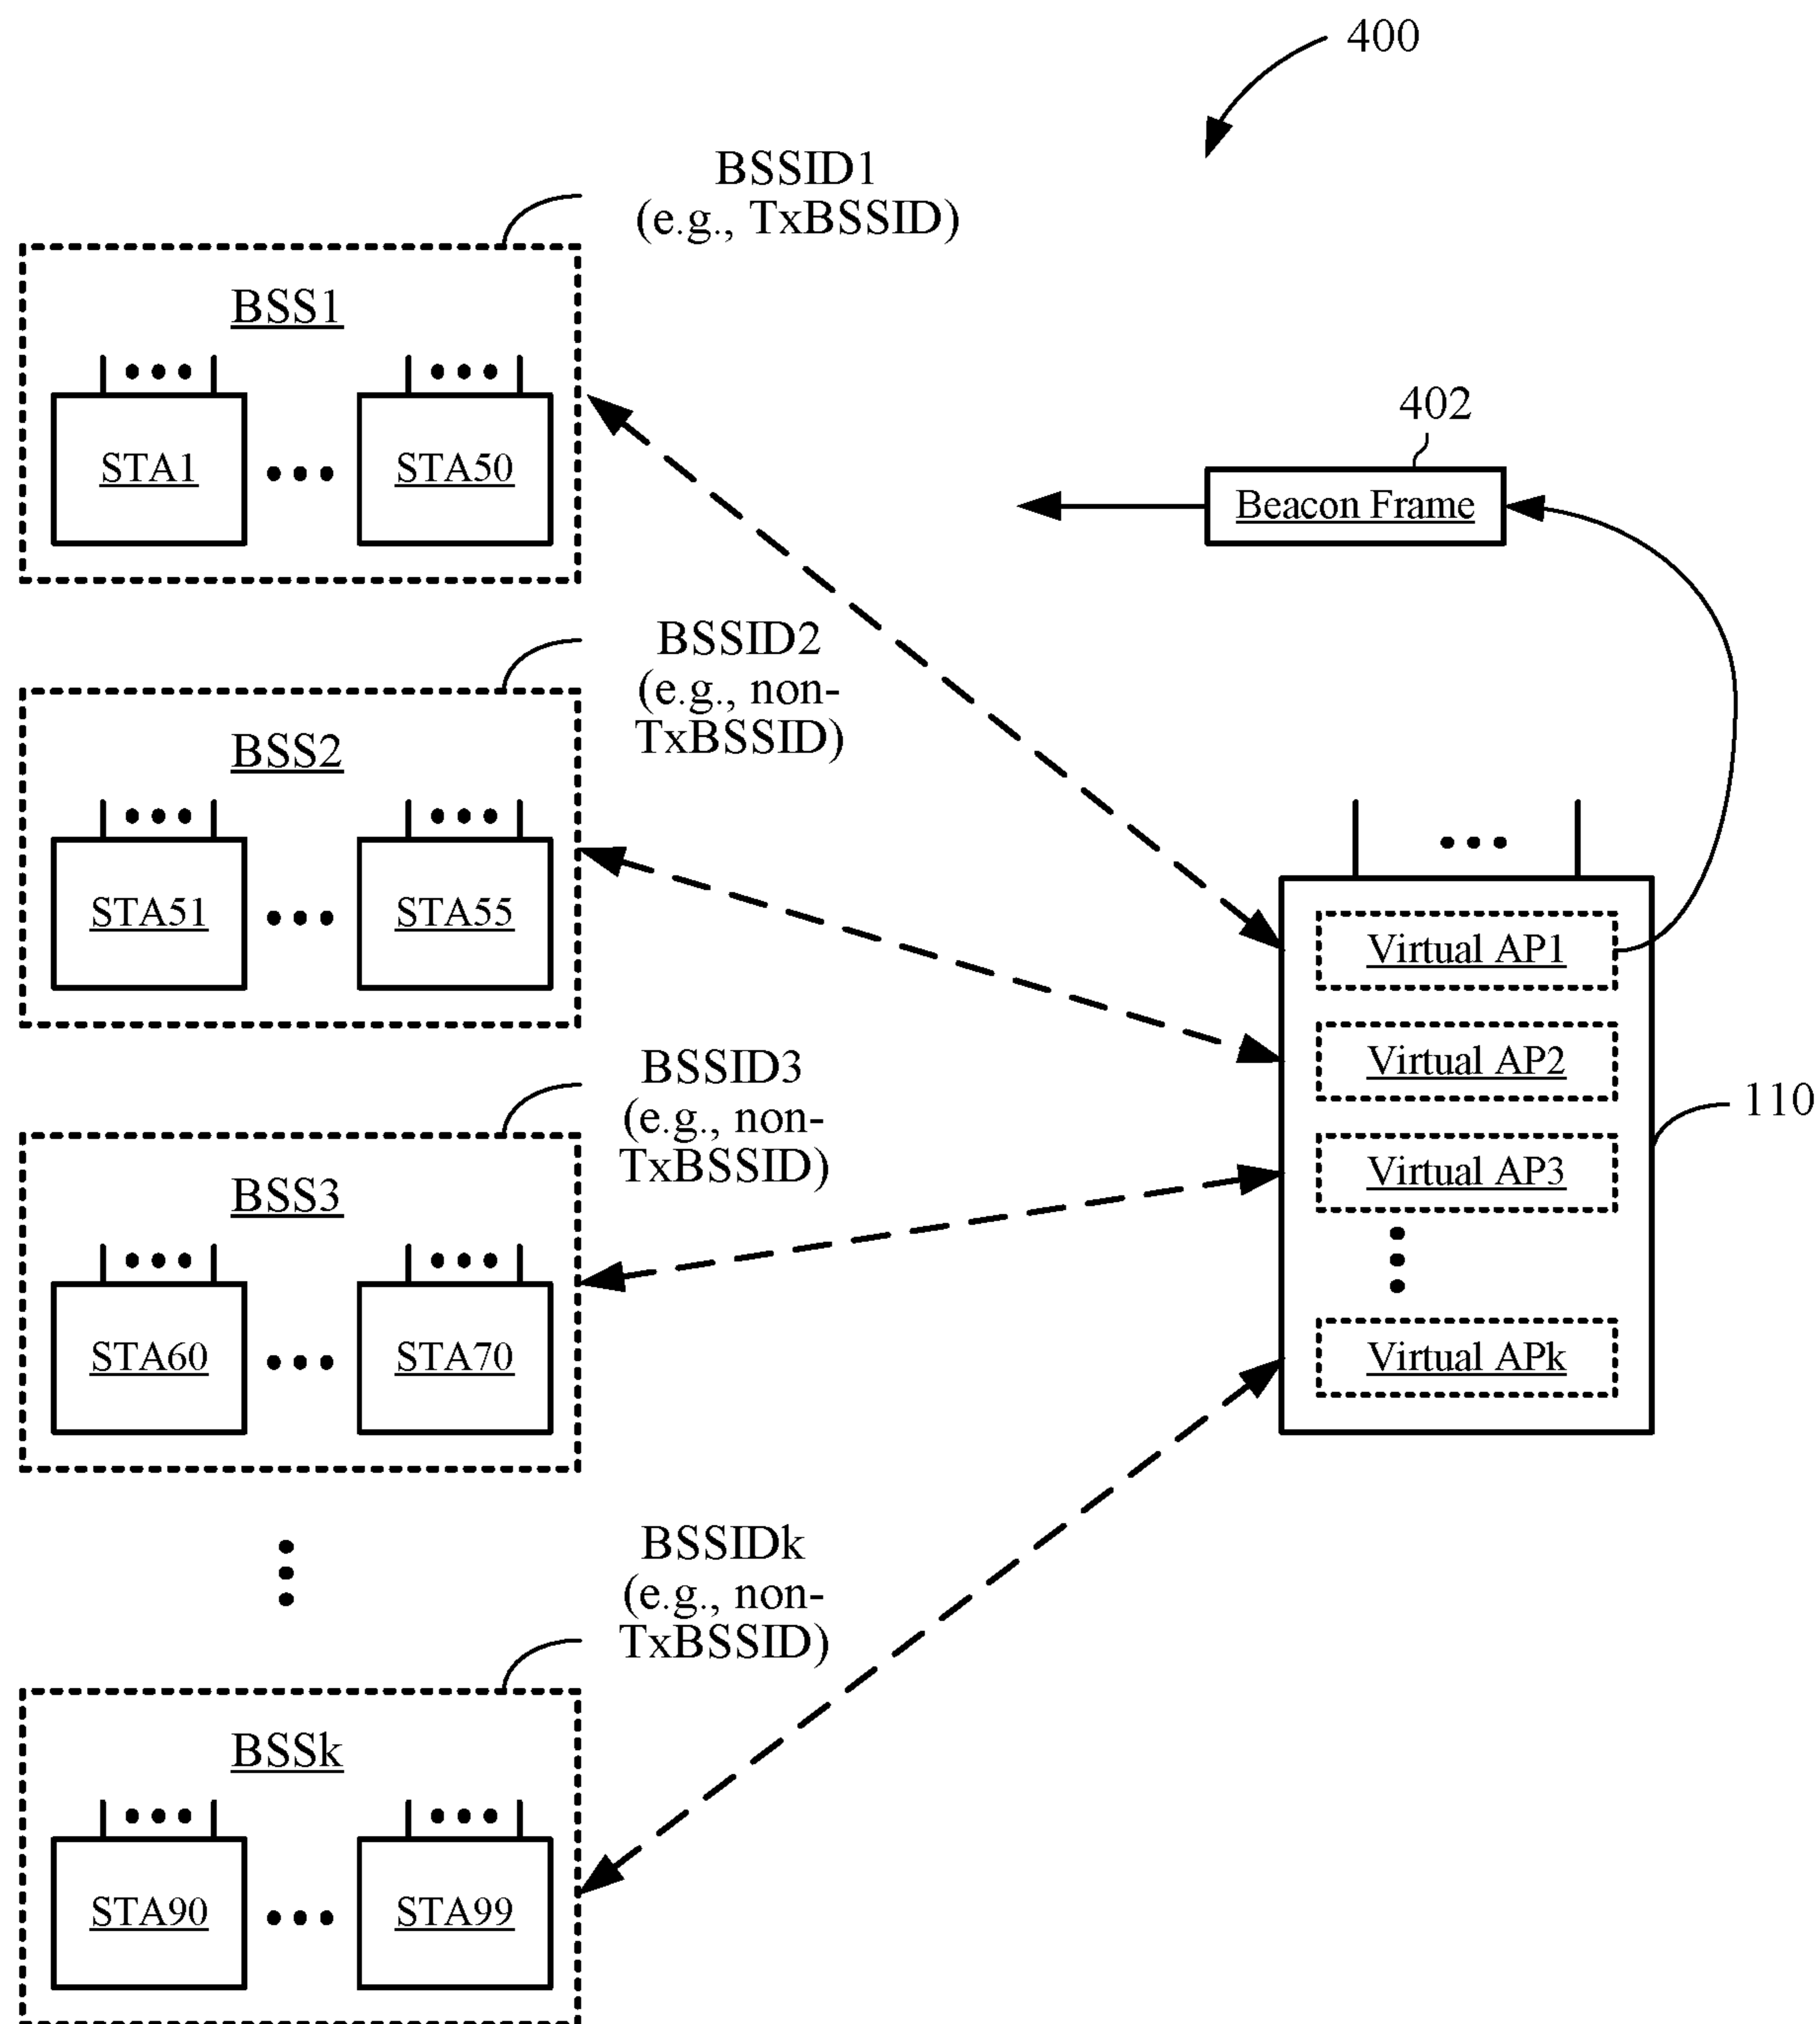 400
BSSID1
(e.g., TxBSSID)
BSS1
STA1
STA50
402
Beacon Frame
BSSID2
(e.g., non-
TxBSSID)
BSS2
STA51
STA55
Virtual AP1
Virtual AP2
Virtual AP3
Virtual APk
110
BSSID3
(e.g., non-
TxBSSID)
BSS3
STA60
STA70
BSSIDk
(e.g., non-
TxBSSID)
BSSk
STA90
STA99